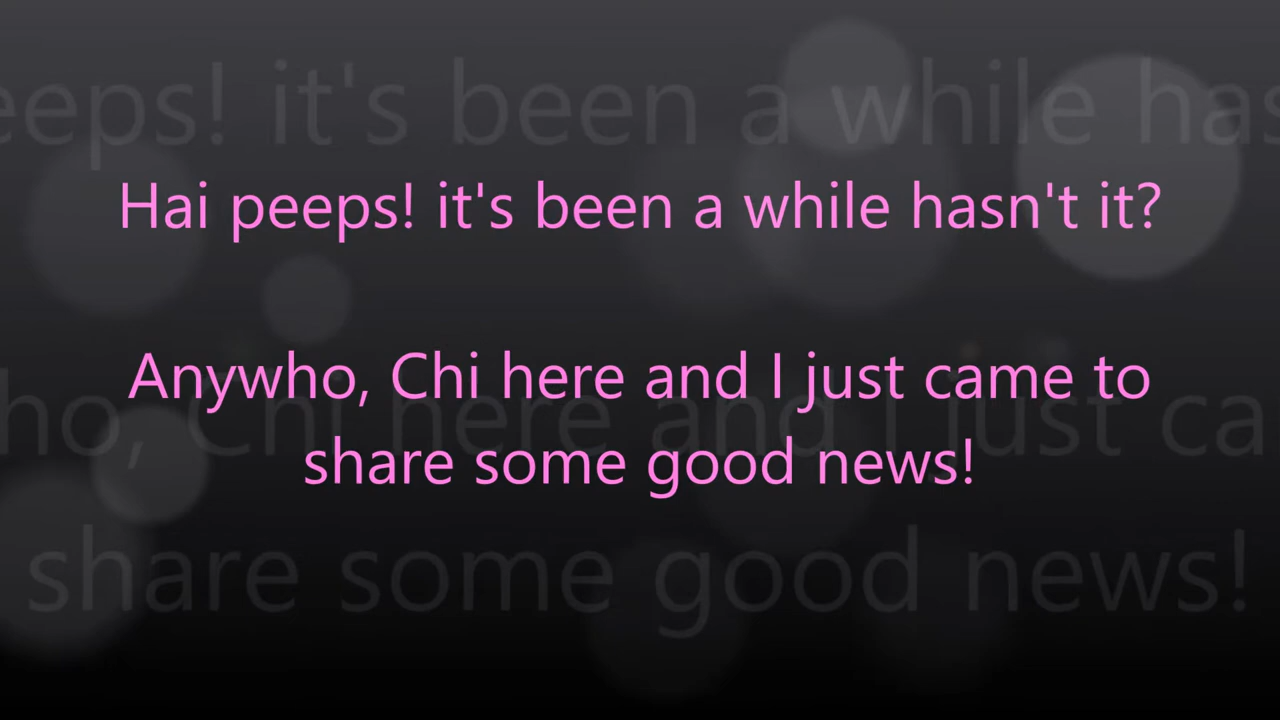 Hai peeps! it's been a while hasn't it?
Anywho, Chi here and I just came to
share some good news!